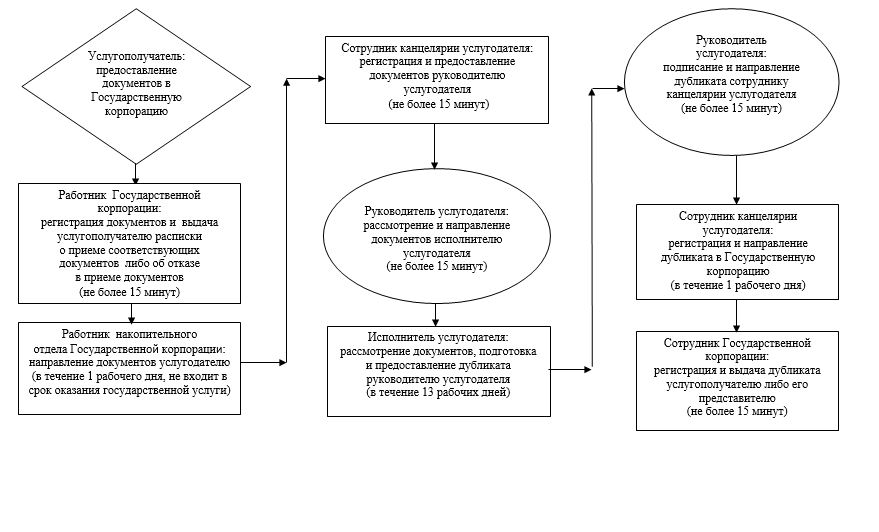 Услугополучатель:
предоставление
документов в
Государственную
корпорацию
Работник Государственной
корпорации:
регистрация документов и выдача
услугополучателю расписки
о приеме соответствующих
документов либо об отказе
в приеме документов
(не более 15 минут)
Работник накопительного
отдела Государственной корпорации:
направление документов услугодателю
(в течение 1 рабочего дня, не входит в
срок оказания государственной услуги)
Сотрудник канцелярии услугодателя:
регистрация и предоставление
документов руководителю
услугодателя
(не более 15 минут)
Руководитель услугодателя:
рассмотрение и направление
документов исполнителю
услугодателя
(не более 15 минут)
Исполнитель услугодателя:
рассмотрение документов, подготовка
и предоставление дубликата
руководителю услугодателя
(в течение 13 рабочих дней)
Руководитель
услугодателя:
подписание и направление
дубликата сотруднику
канцелярии услугодателя
(не более 15 минут)
Сотрудник канцелярии
услугодателя:
регистрация и направление
дубликата в Государственную
корпорацию
(в течение 1 рабочего дня)
Сотрудник Государственной
корпорации:
регистрация и выдача дубликата
услугополучателю либо его
представителю
(не более 15 минут)